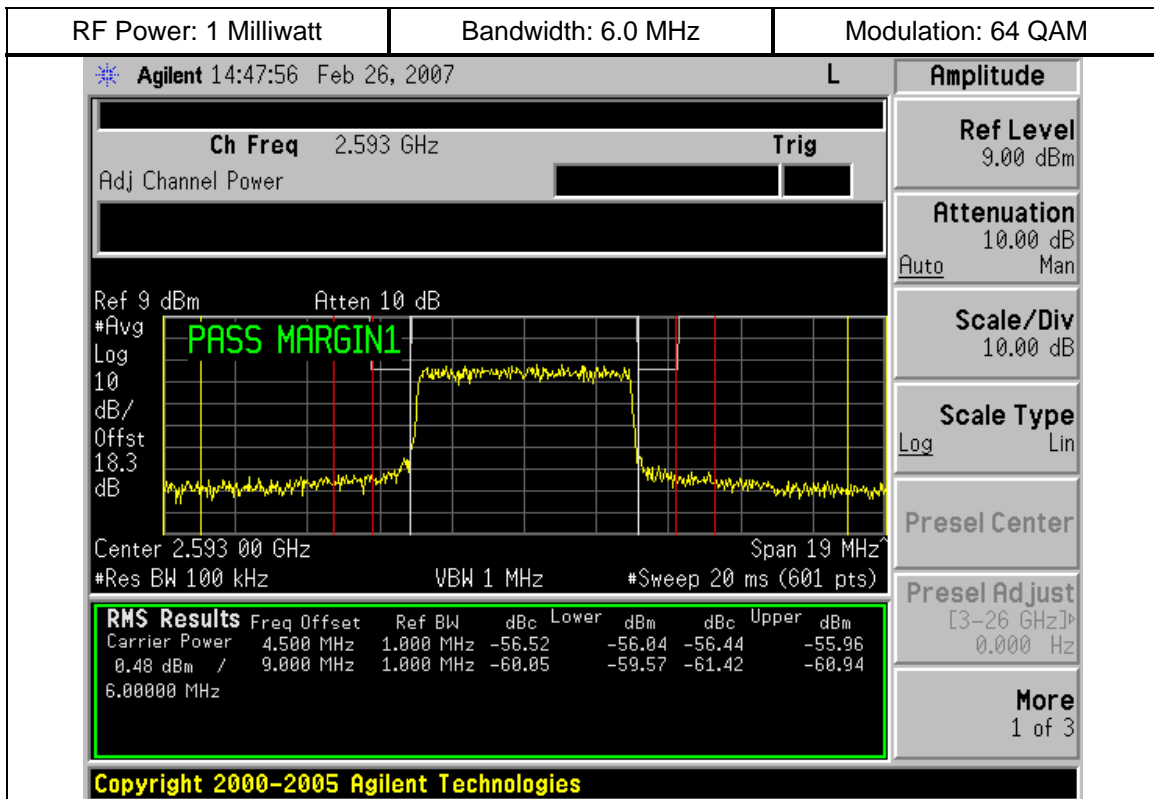 RF Power: 1 Milliwatt Bandwidth: 6.0 MHz Modulation: 64 QAM
Agilent 14:47:56 Feb 26, 2007 L Amplitude
Ch Freq 2.593 GHz Trig
Adj Channel Power
Ref Level
9.00 dBm
Attenuation
10.00 dB
Auto Man
Scale/Div
10.00 dB
Scale Type
Log Lin
Presel Center
Presel Adjust
[3-26 GHz]
0.000 Hz
More
1 of 3
Ref 9 dBm Atten 10 dB
#Avg
Log
10
dB/
Offst
18.3
dB
PASS MARGIN1
Center 2.593 00 GHz Span 19 MHz^
#Res BW 100 kHz VBW 1 MHz #Sweep 20 ms (601 pts)
RMS Results Freq Offset Ref BW dBc Lower dBm dBc Upper dBm
Carrier Power 4.500 MHz 1.000 MHz -56.52 -56.04 -56.44 -55.96
0.48 dBm / 9.000 MHz 1.000 MHz -60.05 -59.57 -61.42 -60.94
6.00000 MHz
Copyright 2000-2005 Agilent Technologies